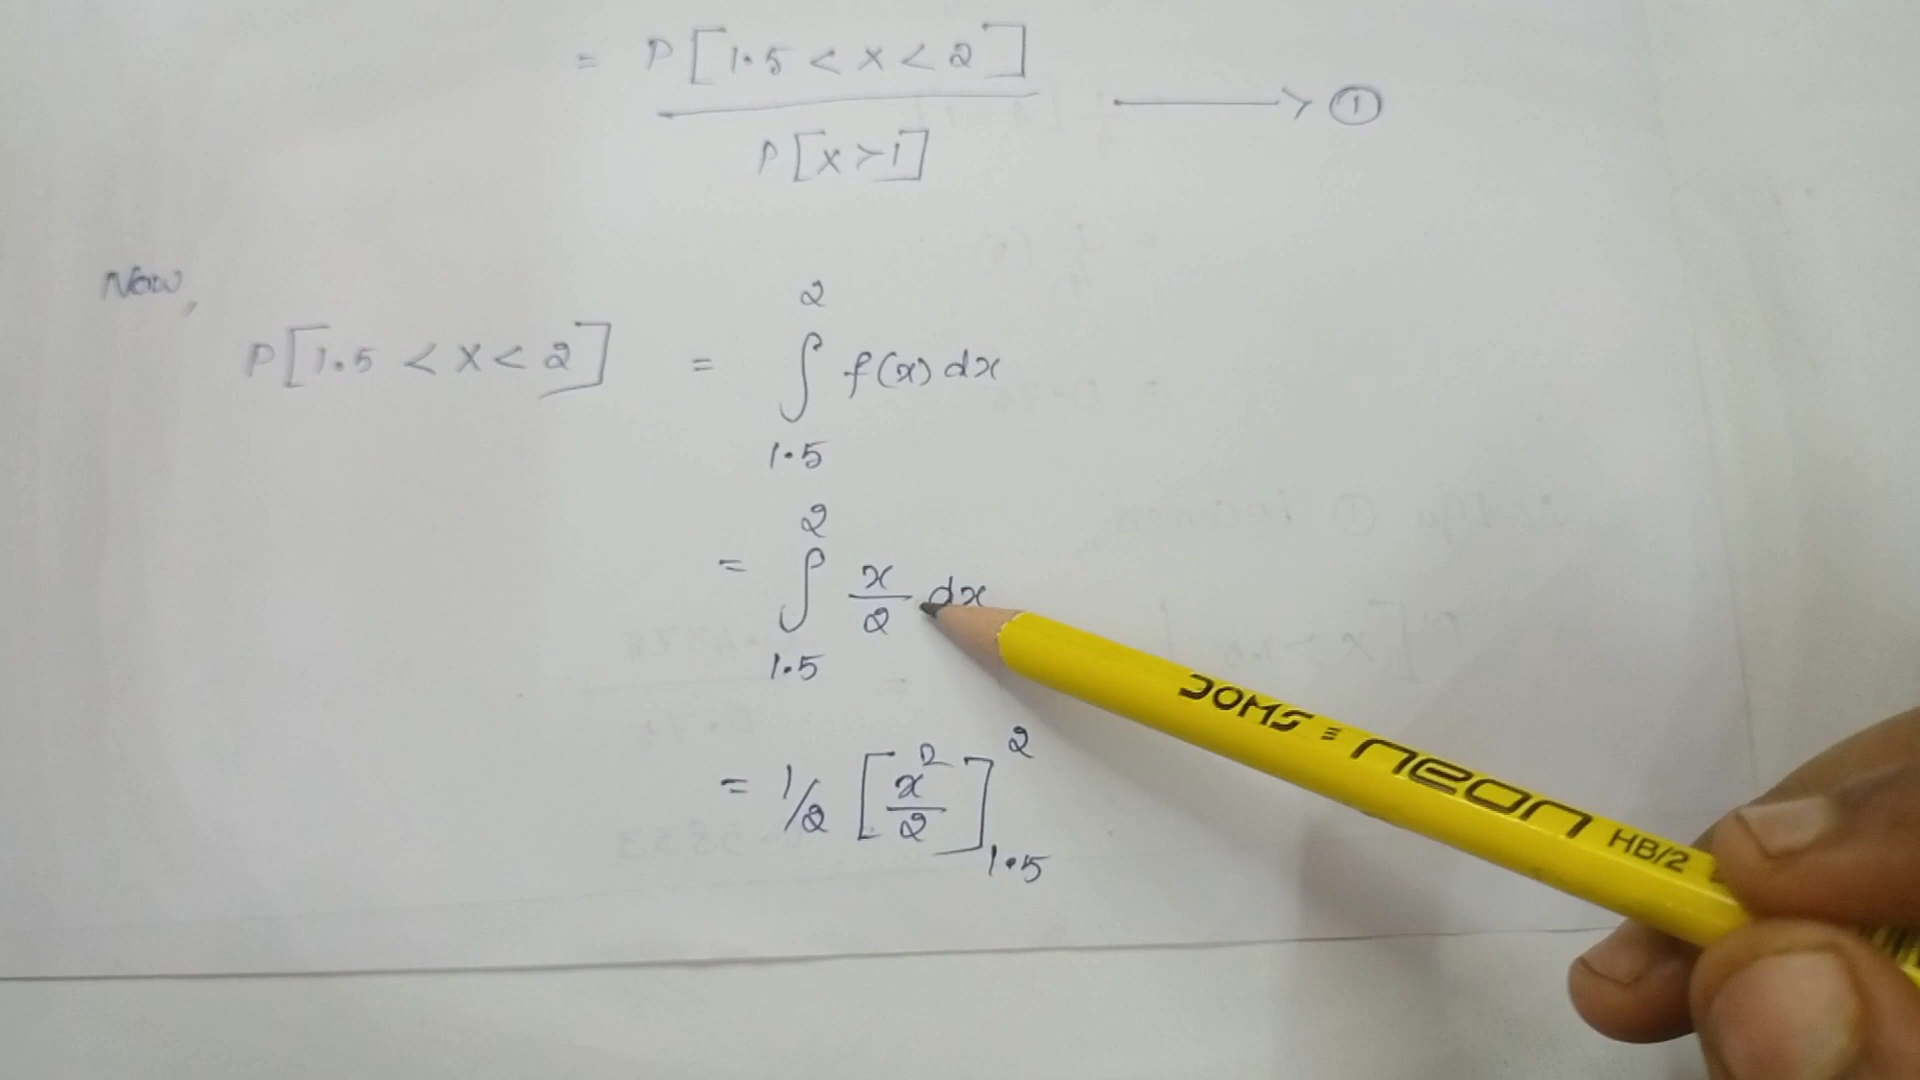 = P[1.5 < X < 2] / P[X > 1] ⟶ ①
Now,
P[1.5 < X < 2] = ∫_{1.5}^{2} f(x) dx
= ∫_{1.5}^{2} x/2 dx
= 1/2 [x²/2]_{1.5}^{2}
DOMS neon HB/2